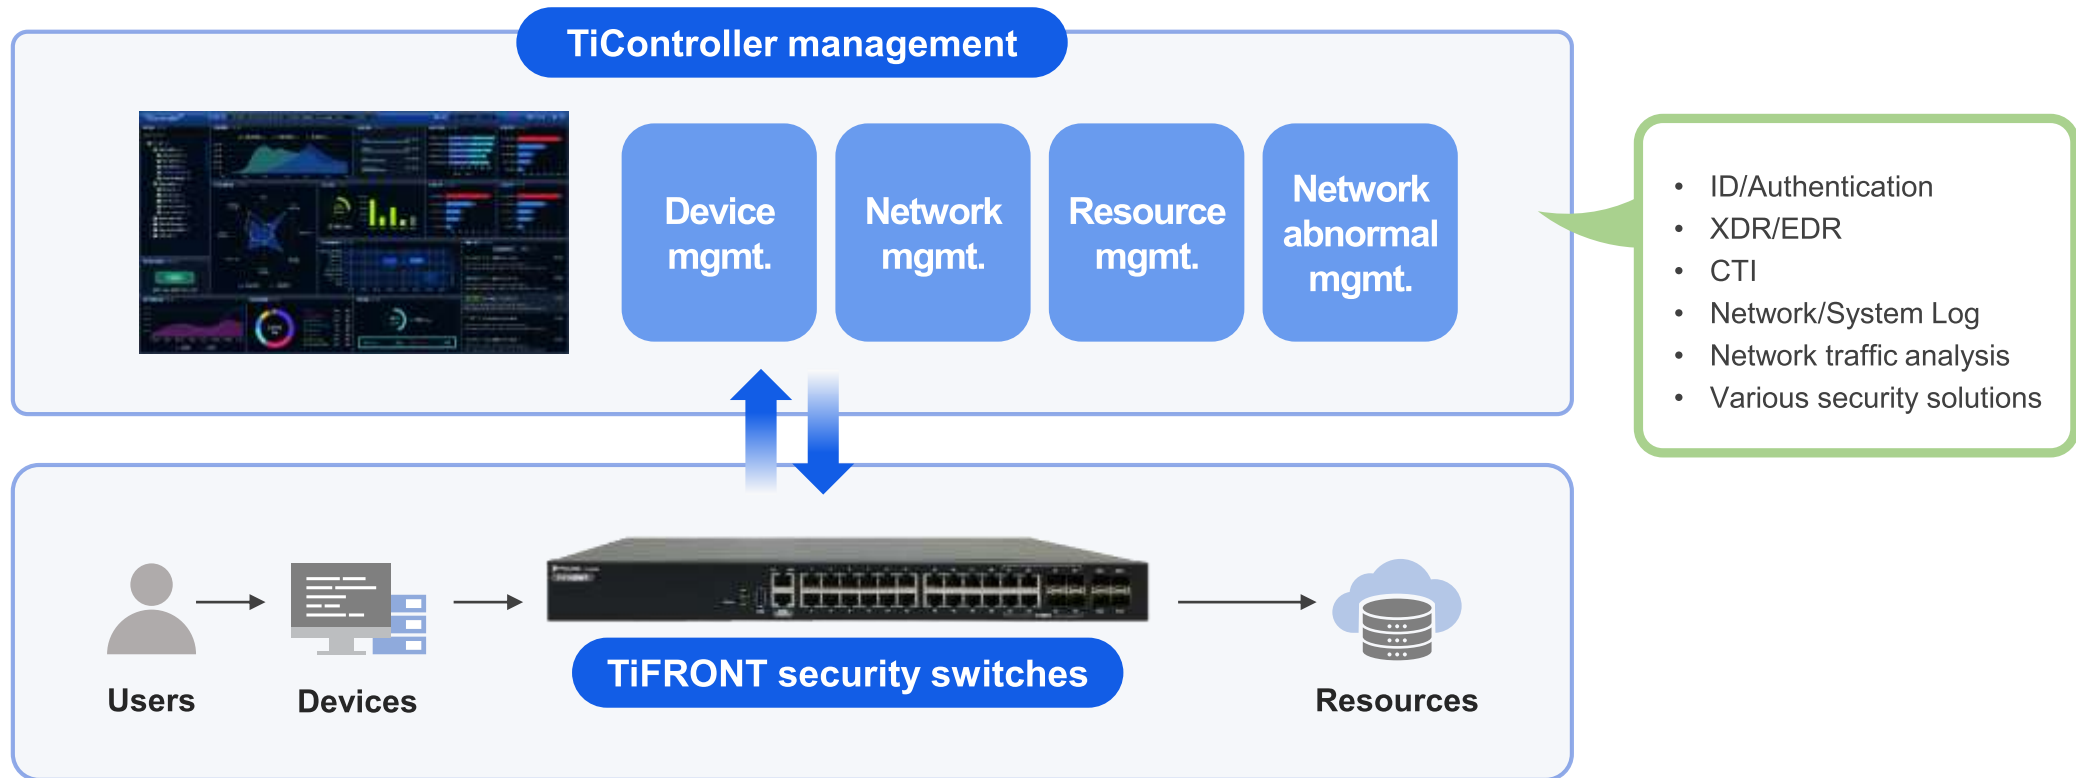 TiController management
Device
mgmt.
Network
mgmt.
Resource
mgmt.
Network
abnormal
mgmt.
• ID/Authentication
• XDR/EDR
• CTI
• Network/System Log
• Network traffic analysis
• Various security solutions
TiFRONT security switches
Users
Devices
Resources